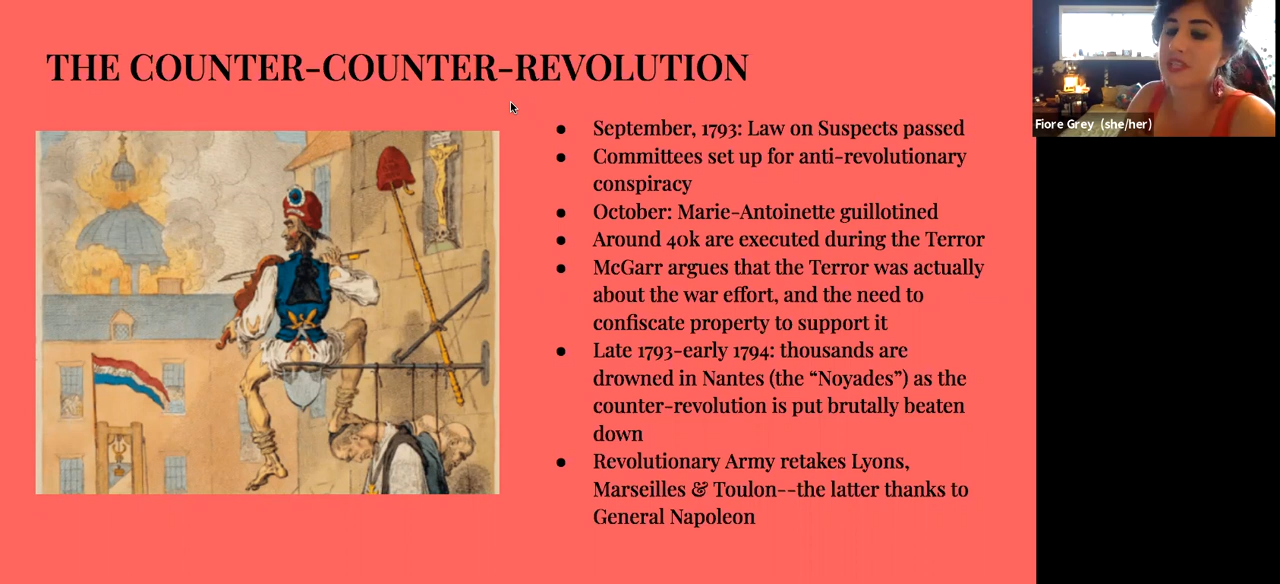 THE COUNTER-COUNTER-REVOLUTION
● September, 1793: Law on Suspects passed
● Committees set up for anti-revolutionary
conspiracy
● October: Marie-Antoinette guillotined
● Around 40k are executed during the Terror
● McGarr argues that the Terror was actually
about the war effort, and the need to
confiscate property to support it
● Late 1793-early 1794: thousands are
drowned in Nantes (the “Noyades”) as the
counter-revolution is put brutally beaten
down
● Revolutionary Army retakes Lyons,
Marseilles & Toulon--the latter thanks to
General Napoleon
Fiore Grey (she/her)